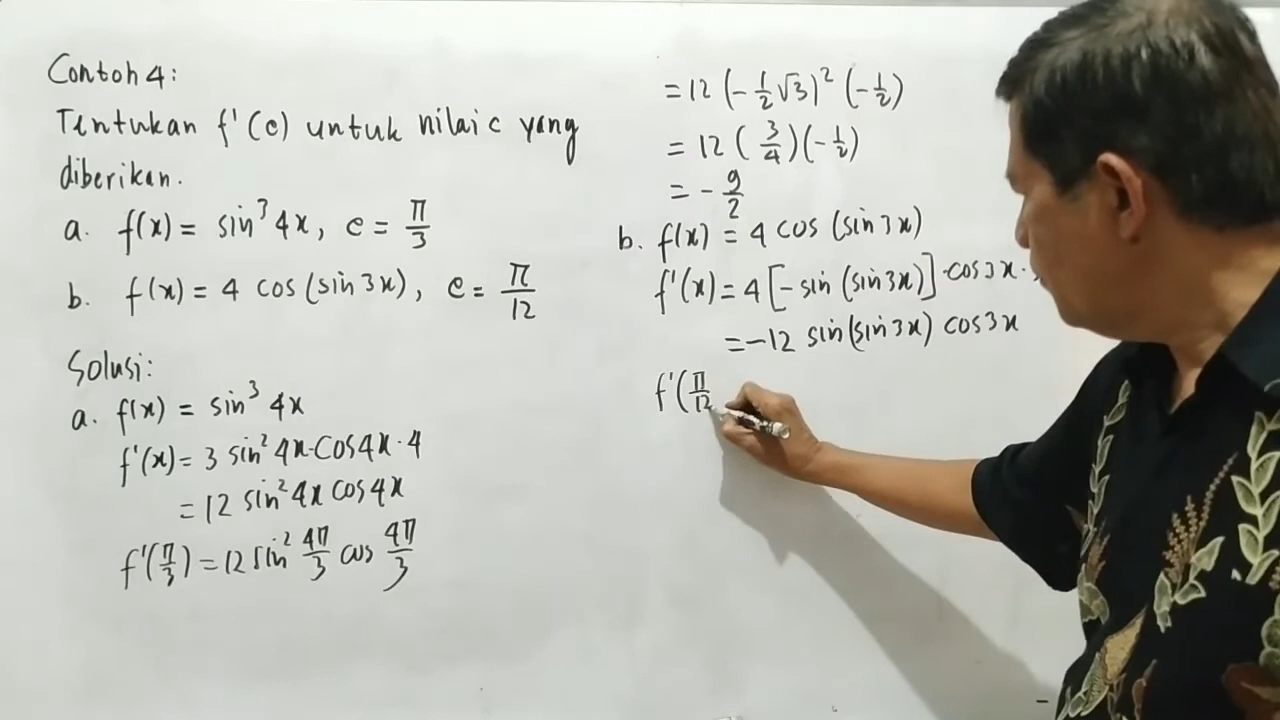 Contoh 4:
Tentukan f'(c) untuk nilai c yang
diberikan.
a. f(x) = sin³ 4x, c = π/3
b. f(x) = 4 cos (sin 3x), c = π/12
Solusi:
a. f(x) = sin³ 4x
f'(x) = 3 sin² 4x · cos 4x · 4
= 12 sin² 4x cos 4x
f'(π/3) = 12 sin² 4π/3 cos 4π/3
= 12 (-1/2 √3)² (-1/2)
= 12 (3/4)(-1/2)
= - 9/2
b. f(x) = 4 cos (sin 3x)
f'(x) = 4 [- sin (sin 3x)] · cos 3x ·
= -12 sin (sin 3x) cos 3x
f'(π/12